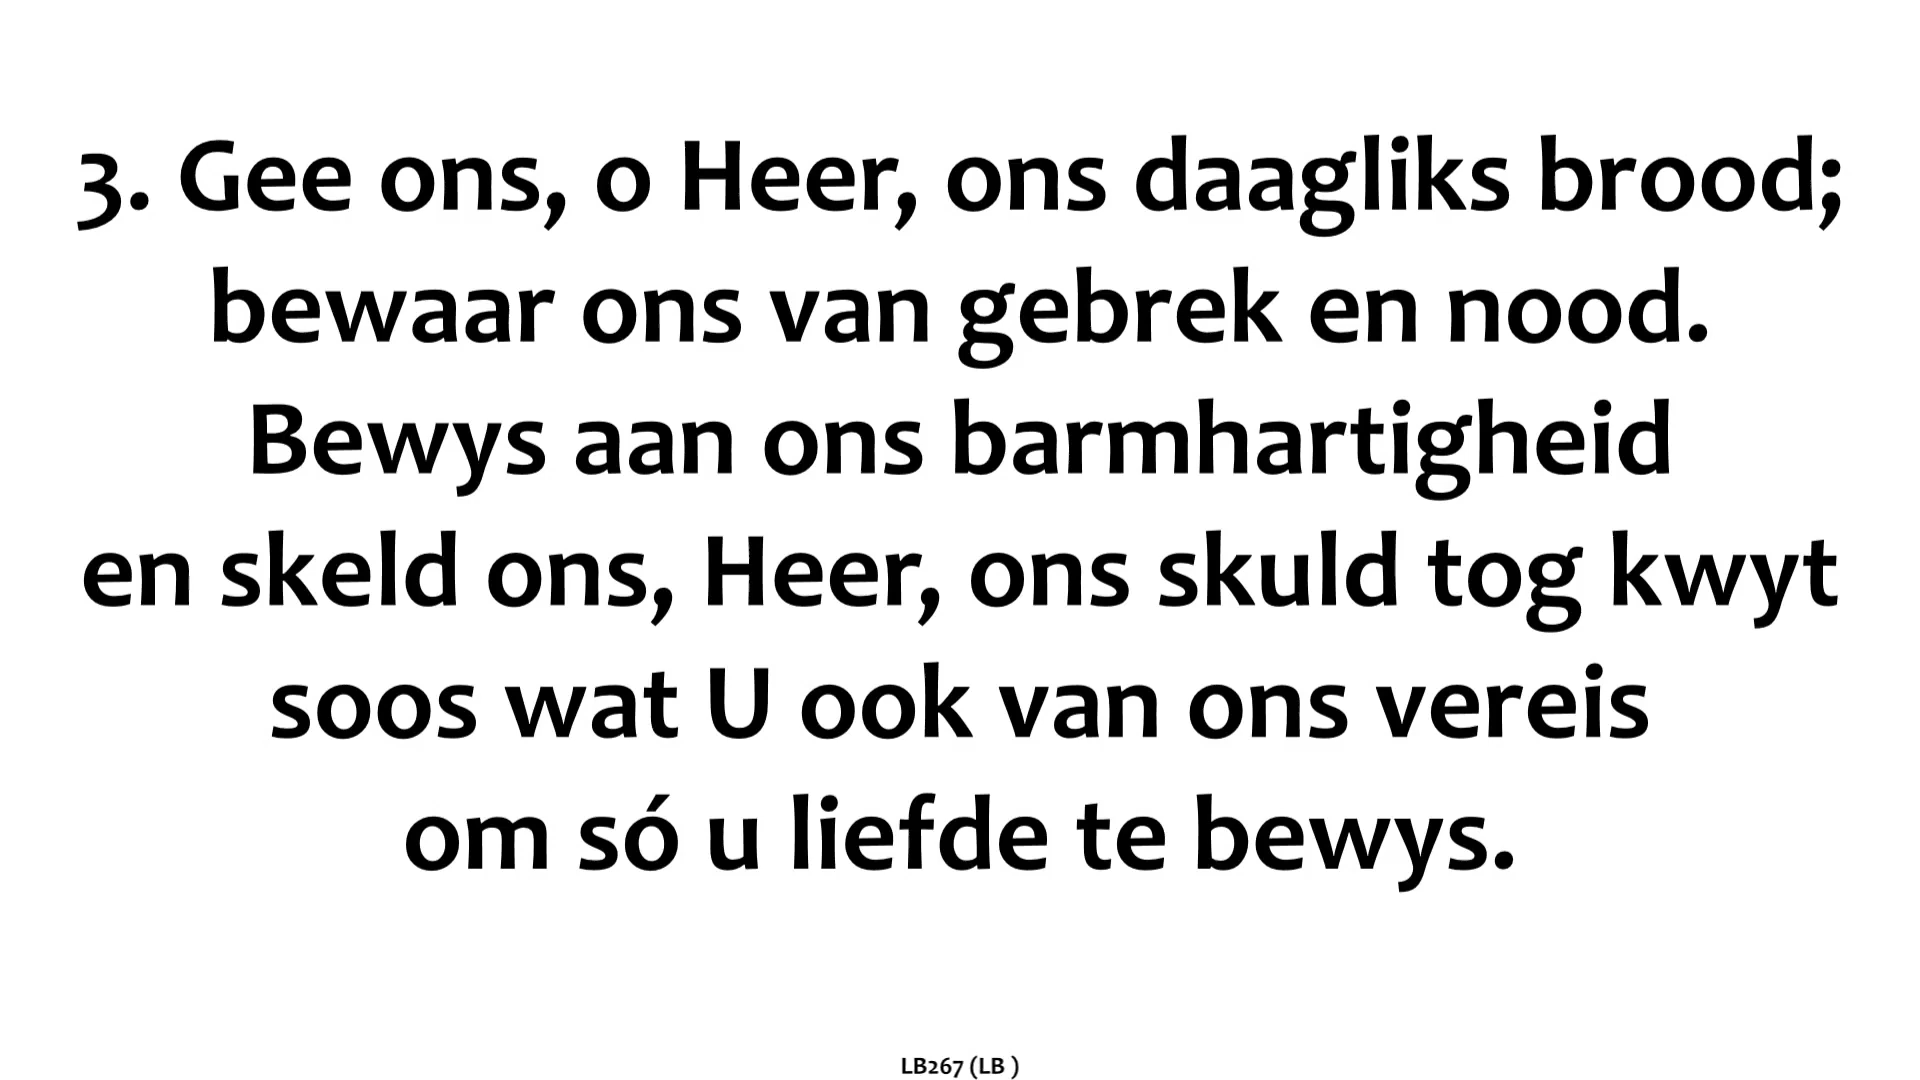 3. Gee ons, o Heer, ons daagliks brood;
bewaar ons van gebrek en nood.
Bewys aan ons barmhartigheid
en skeld ons, Heer, ons skuld tog kwyt
soos wat U ook van ons vereis
om só u liefde te bewys.
LB267 (LB )